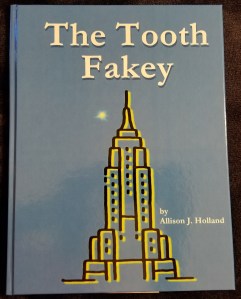 The Tooth
Fakey
by
Allison J. Holland